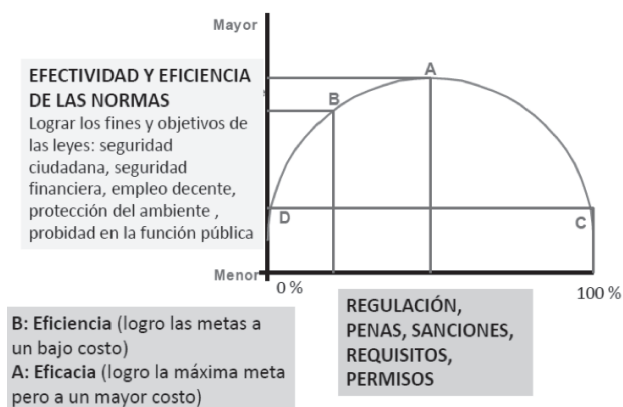 Mayor
EFECTIVIDAD Y EFICIENCIA
DE LAS NORMAS
Lograr los fines y objetivos de
las leyes: seguridad
ciudadana, seguridad
financiera, empleo decente,
protección del ambiente ,
probidad en la función pública
A
B
D
C
Menor
0 %
100 %
B: Eficiencia (logro las metas a
un bajo costo)
A: Eficacia (logro la máxima meta
pero a un mayor costo)
REGULACIÓN,
PENAS, SANCIONES,
REQUISITOS,
PERMISOS